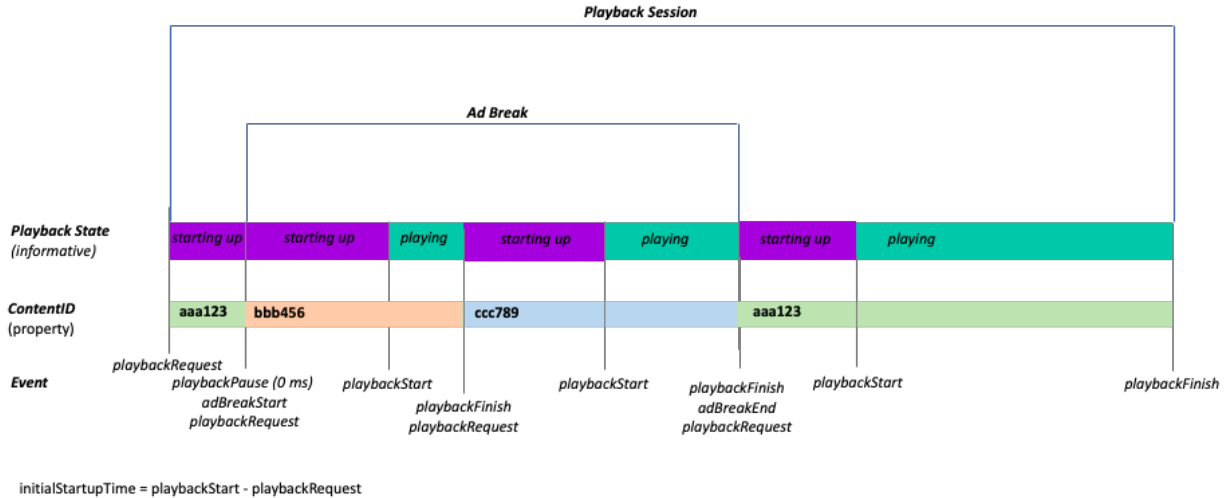 Playback Session
Ad Break
Playback State
(informative)
starting up
starting up
playing
starting up
playing
starting up
playing
ContentID
(property)
aaa123
bbb456
ccc789
aaa123
Event
playbackRequest
playbackPause (0 ms)
adBreakStart
playbackRequest
playbackStart
playbackFinish
playbackRequest
playbackStart
playbackFinish
adBreakEnd
playbackRequest
playbackStart
playbackFinish
initialStartupTime = playbackStart - playbackRequest